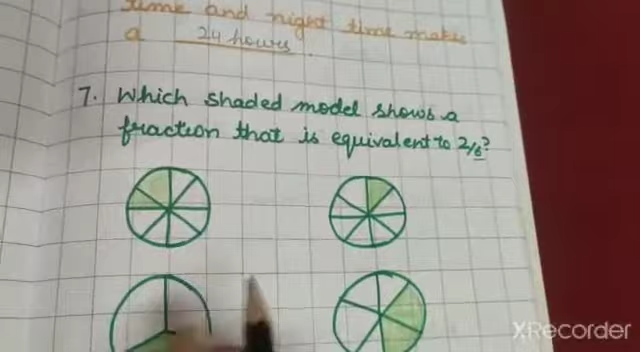 time and night time makes
a 24 hours.
7. Which shaded model shows a
fraction that is equivalent to 2/6?
XRecorder